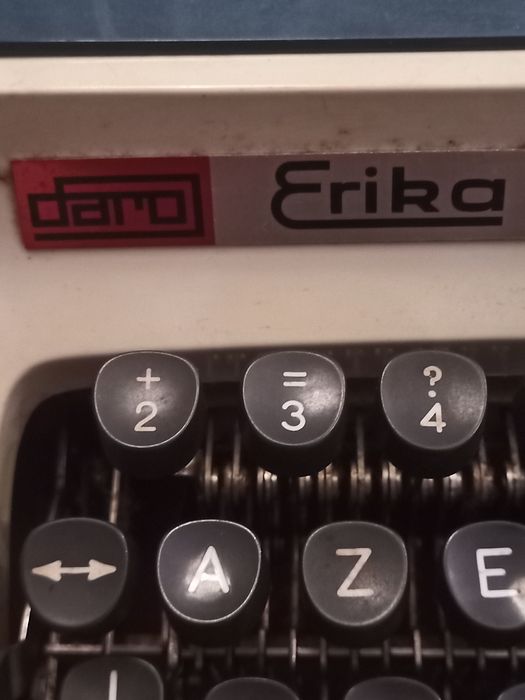 daro Erika
+ = ?
2 3 4
↔ A Z E